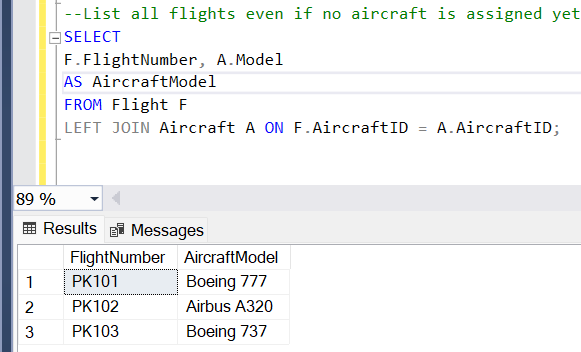 --List all flights even if no aircraft is assigned yet
SELECT
F.FlightNumber, A.Model
AS AircraftModel
FROM Flight F
LEFT JOIN Aircraft A ON F.AircraftID = A.AircraftID;
89 %
Results Messages
FlightNumber AircraftModel
1 PK101 Boeing 777
2 PK102 Airbus A320
3 PK103 Boeing 737